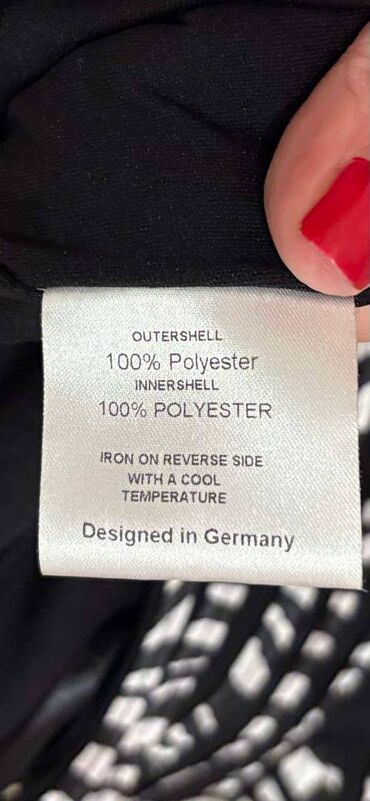 OUTERSHELL
100% Polyester
INNERSHELL
100% POLYESTER
IRON ON REVERSE SIDE
WITH A COOL
TEMPERATURE
Designed in Germany